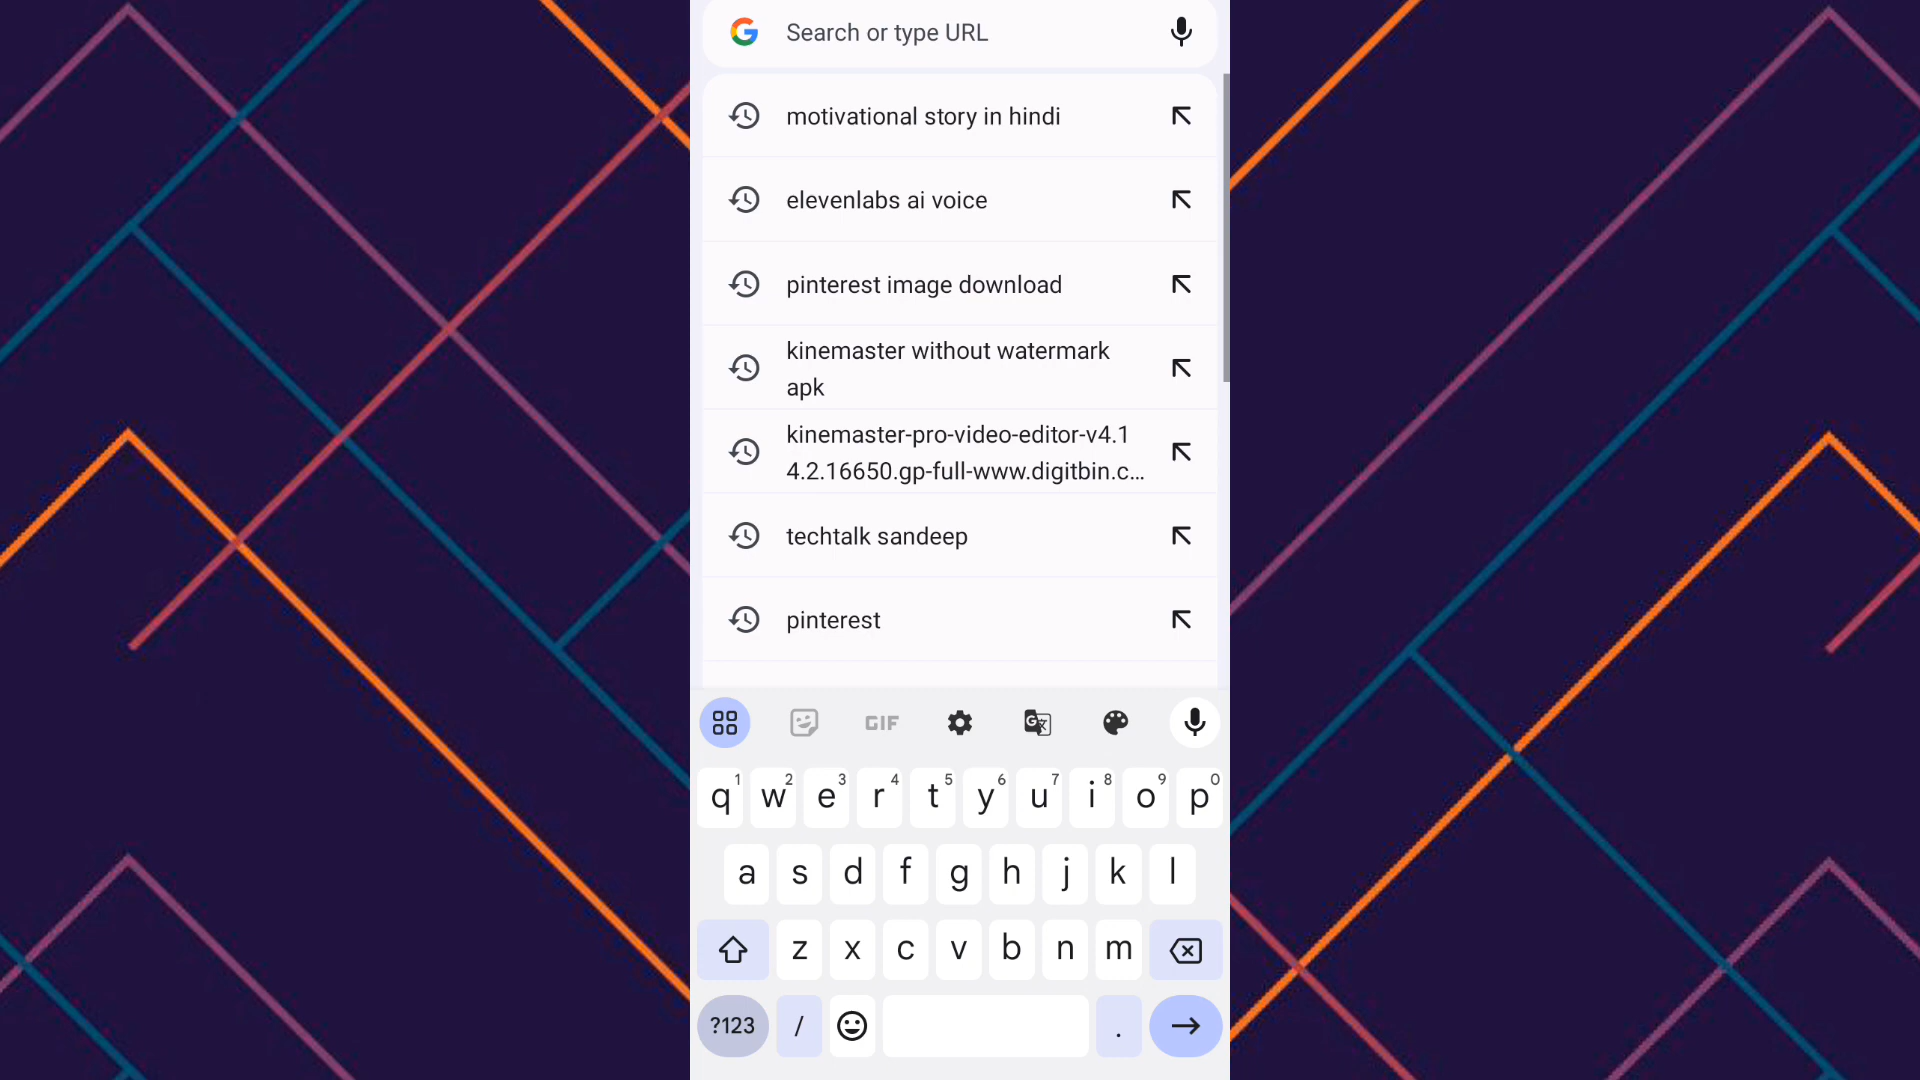 Search or type URL
motivational story in hindi
elevenlabs ai voice
pinterest image download
kinemaster without watermark
apk
kinemaster-pro-video-editor-v4.1
4.2.16650.gp-full-www.digitbin.c...
techtalk sandeep
pinterest
GIF
q1 w2 e3 r4 t5 y6 u7 i8 o9 p0
a s d f g h j k l
z x c v b n m
?123 / .